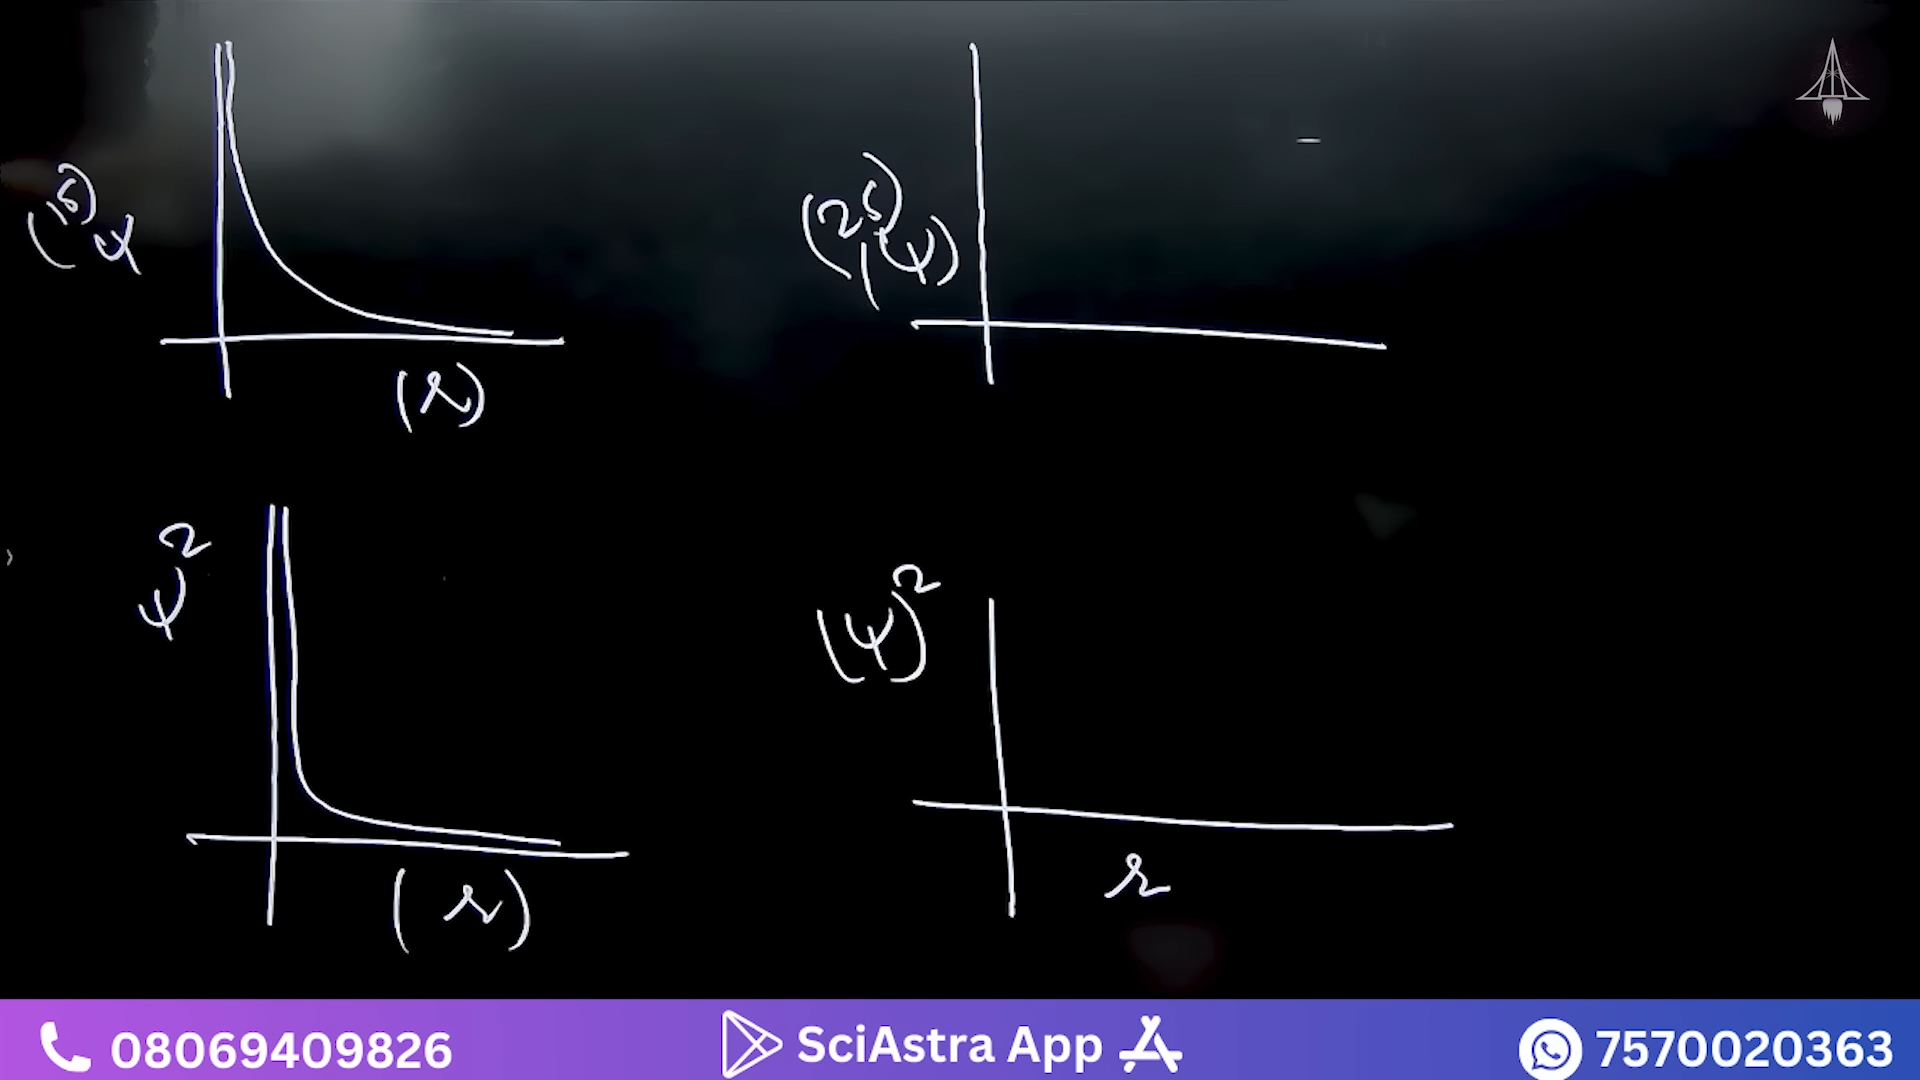 (1s) ψ
(r)
(2s) (ψ)
ψ²
(r)
(ψ)²
r
08069409826
SciAstra App
7570020363